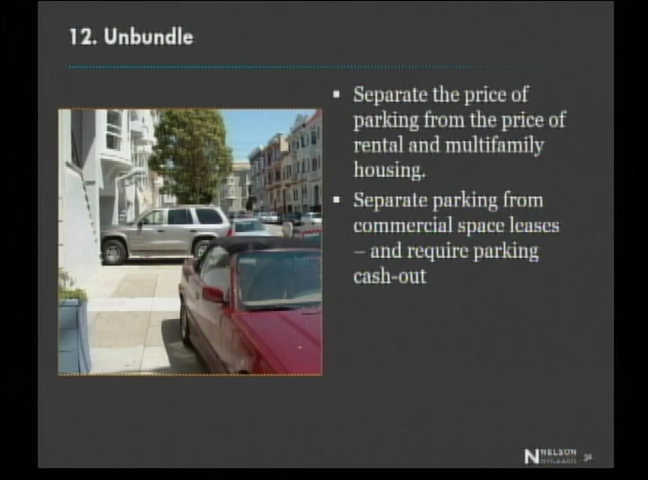 12. Unbundle
▪ Separate the price of
parking from the price of
rental and multifamily
housing.
▪ Separate parking from
commercial space leases
– and require parking
cash-out
NELSON
NYGAARD